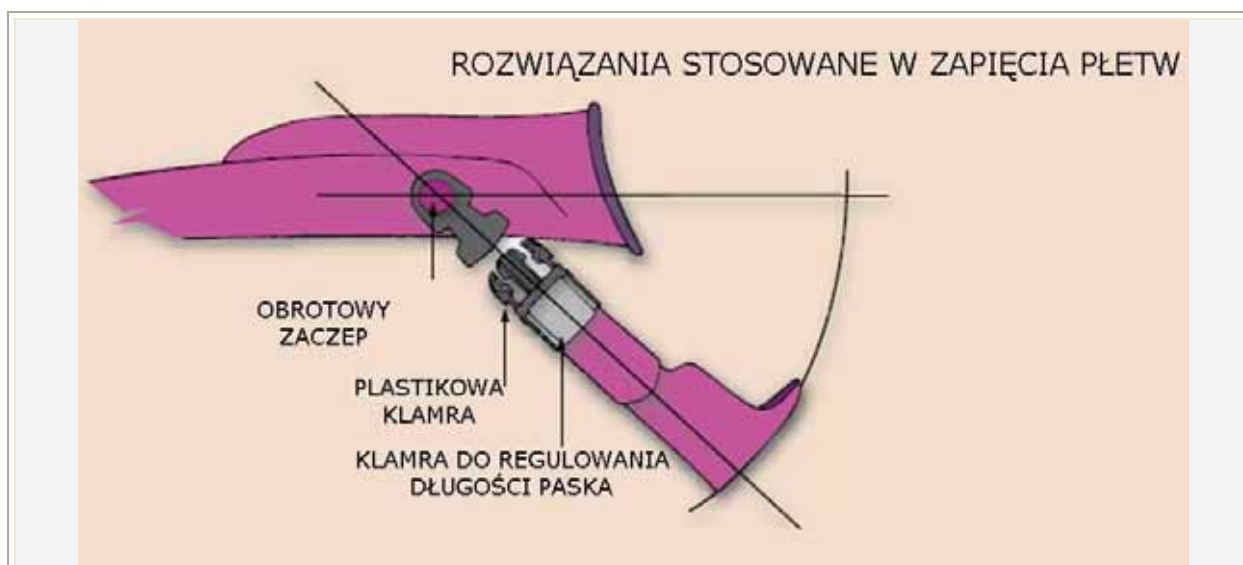 ROZWIĄZANIA STOSOWANE W ZAPIĘCIA PŁETW
OBROTOWY
ZACZEP
PLASTIKOWA
KLAMRA
KLAMRA DO REGULOWANIA
DŁUGOŚCI PASKA